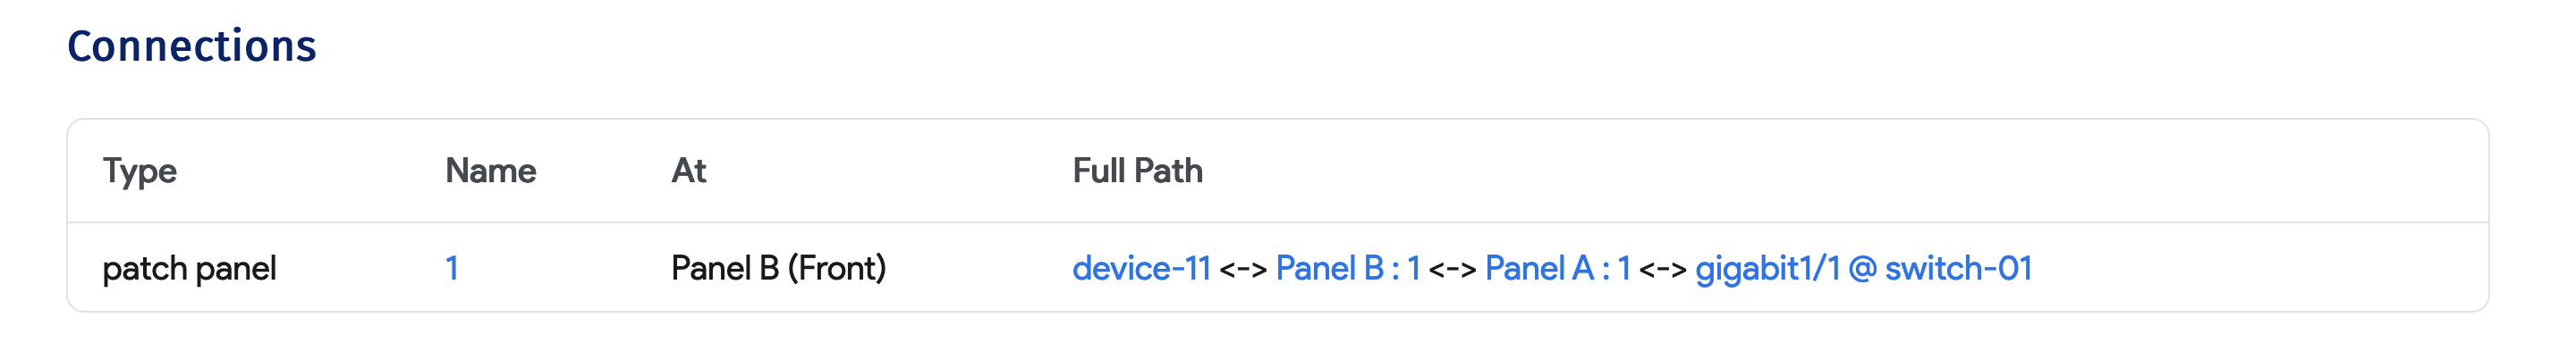 Connections
Type Name At Full Path
patch panel 1 Panel B (Front) device-11 <-> Panel B : 1 <-> Panel A : 1 <-> gigabit1/1 @ switch-01